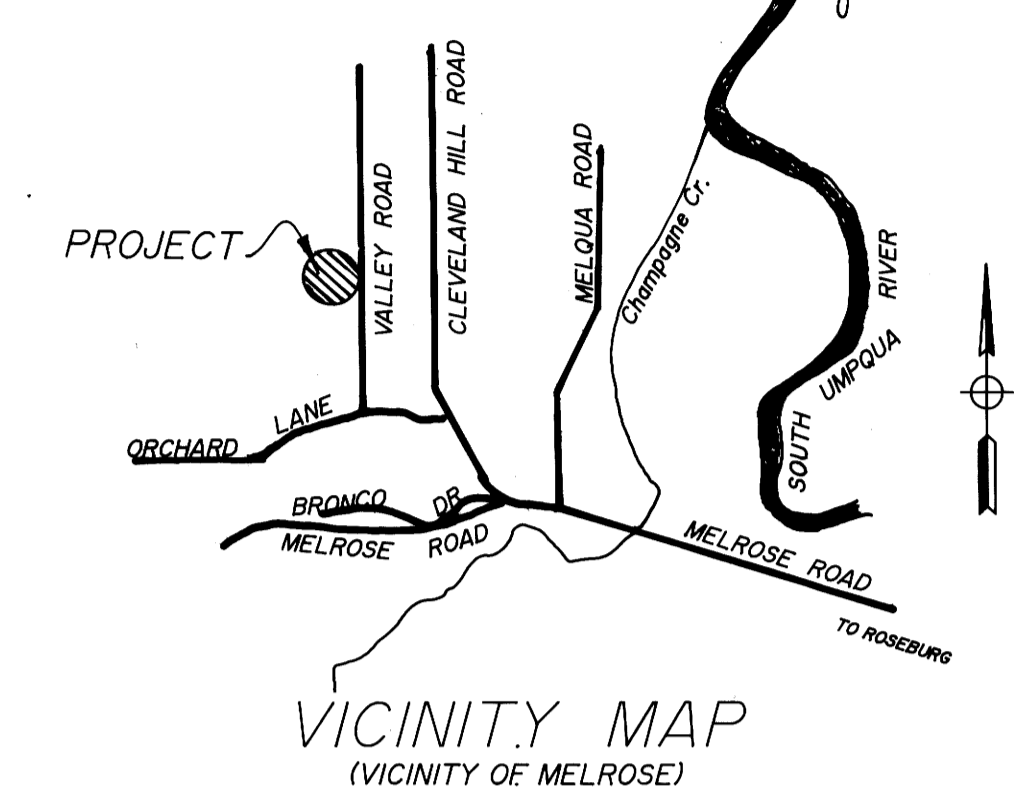 CLEVELAND HILL ROAD
MELQUA ROAD
VALLEY ROAD
Champagne Cr.
PROJECT
SOUTH UMPQUA RIVER
ORCHARD LANE
BRONCO DR
MELROSE ROAD
MELROSE ROAD
TO ROSEBURG
VICINITY MAP
(VICINITY OF MELROSE)